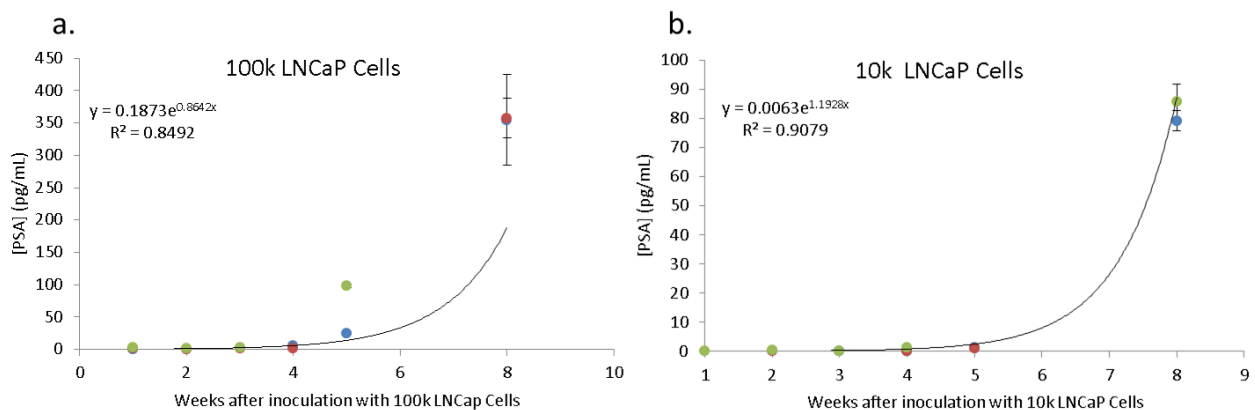 a.
100k LNCaP Cells
y = 0.1873e^0.8642x
R² = 0.8492
[PSA] (pg/mL)
450
400
350
300
250
200
150
100
50
0
0 2 4 6 8 10
Weeks after inoculation with 100k LNCap Cells
b.
10k LNCaP Cells
y = 0.0063e^1.1928x
R² = 0.9079
[PSA] (pg/mL)
100
90
80
70
60
50
40
30
20
10
0
1 2 3 4 5 6 7 8 9
Weeks after inoculation with 10k LNCaP Cells